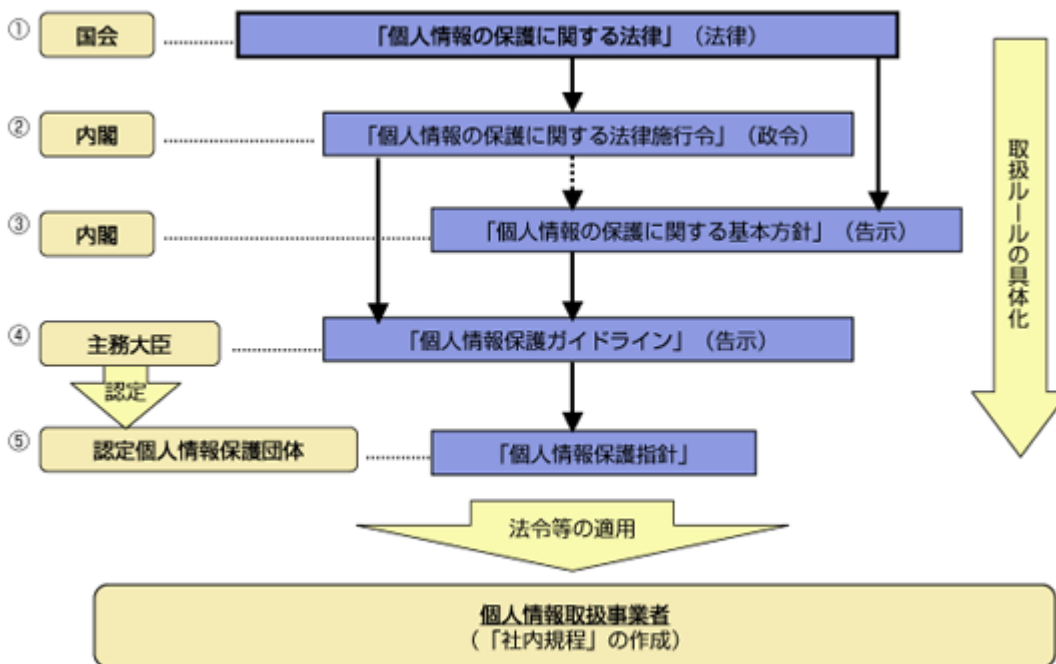 ① 国会 「個人情報の保護に関する法律」（法律）
② 内閣 「個人情報の保護に関する法律施行令」（政令）
③ 内閣 「個人情報の保護に関する基本方針」（告示）
④ 主務大臣 「個人情報保護ガイドライン」（告示）
認定
⑤ 認定個人情報保護団体 「個人情報保護指針」
取扱ルールの具体化
法令等の適用
個人情報取扱事業者
（「社内規程」の作成）